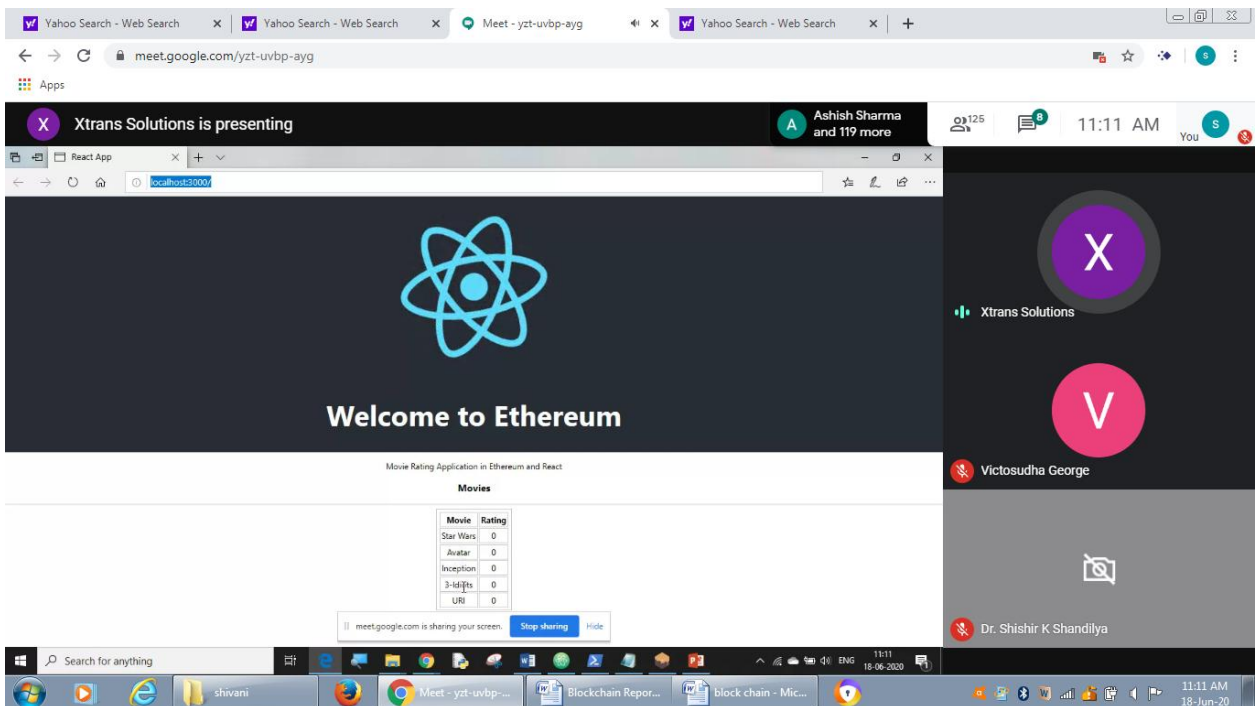 Yahoo Search - Web Search
Yahoo Search - Web Search
Meet - yzt-uvbp-ayg
Yahoo Search - Web Search
meet.google.com/yzt-uvbp-ayg
S
Apps
X
Xtrans Solutions is presenting
A
Ashish Sharma
and 119 more
125
8
11:11 AM
You
S
React App
localhost:3000/
Welcome to Ethereum
Movie Rating Application in Ethereum and React
Movies
Movie Rating
Star Wars 0
Avatar 0
Inception 0
3-Idiits 0
URI 0
meet.google.com is sharing your screen. Stop sharing Hide
X
Xtrans Solutions
V
Victosudha George
Dr. Shishir K Shandilya
Search for anything
ENG
11:11
18-06-2020
shivani
Meet - yzt-uvbp-...
Blockchain Repor...
block chain - Mic...
11:11 AM
18-Jun-20